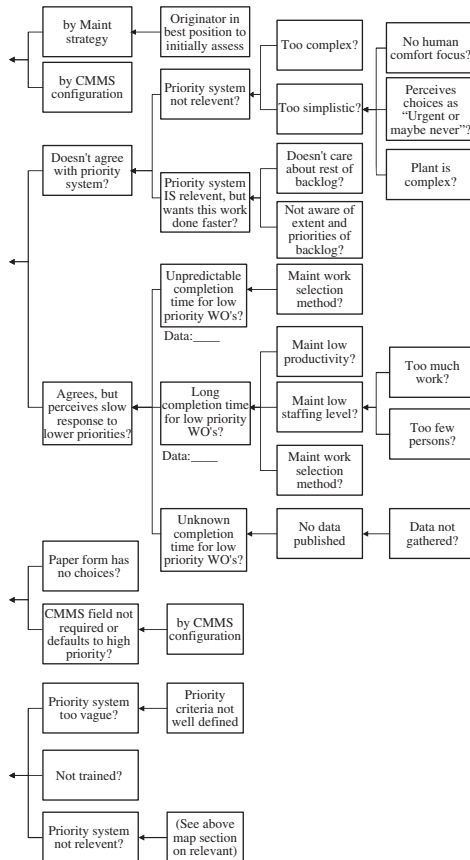 by Maint
strategy
Originator in
best position to
initially assess
by CMMS
configuration
Too complex?
No human
comfort focus?
Priority system
not relevent?
Too simplistic?
Perceives
choices as
“Urgent or
maybe never”?
Doesn't agree
with priority
system?
Doesn't care
about rest of
backlog?
Plant is
complex?
Priority system
IS relevent, but
wants this work
done faster?
Not aware of
extent and
priorities of
backlog?
Unpredictable
completion
time for low
priority WO's?
Maint work
selection
method?
Data:____
Maint low
productivity?
Too much
work?
Agrees, but
perceives slow
response to
lower priorities?
Long
completion time
for low priority
WO's?
Maint low
staffing level?
Too few
persons?
Data:____
Maint work
selection
method?
Unknown
completion
time for low
priority WO's?
No data
published
Data not
gathered?
Paper form has
no choices?
CMMS field not
required or
defaults to high
priority?
by CMMS
configuration
Priority system
too vague?
Priority
criteria not
well defined
Not trained?
Priority system
not relevent?
(See above
map section
on relevant)